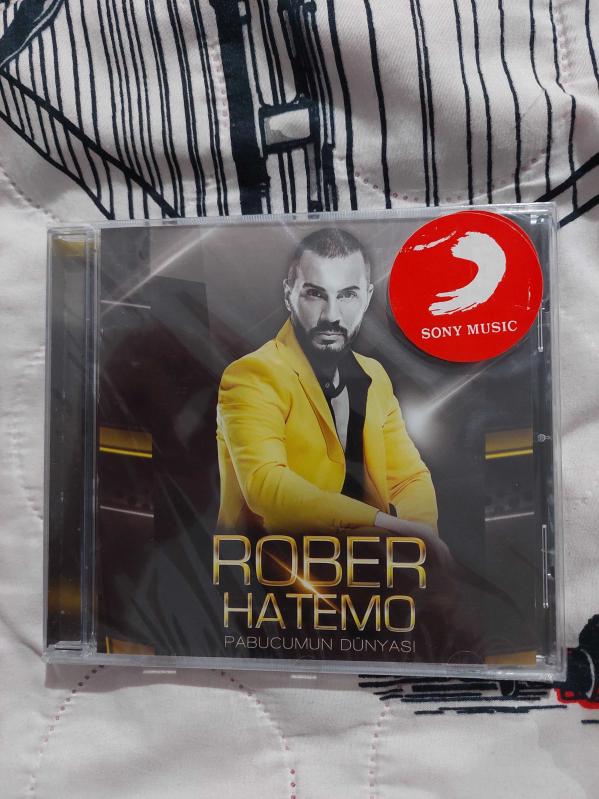 SONY MUSIC
ROBER
HATEMO
PABUCUMUN DÜNYASI